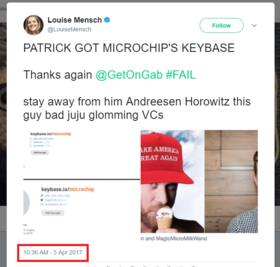 Louise Mensch
@LouiseMensch
Follow
PATRICK GOT MICROCHIP'S KEYBASE
Thanks again @GetOnGab #FAIL
stay away from him Andreesen Horowitz this
guy bad juju glomming VCs
keybase.io/microchip
keybase.io/microchip
MAKE AMERICA
GREAT AGAIN
n and MagicMicroMilkWand
10:36 AM - 5 Apr 2017